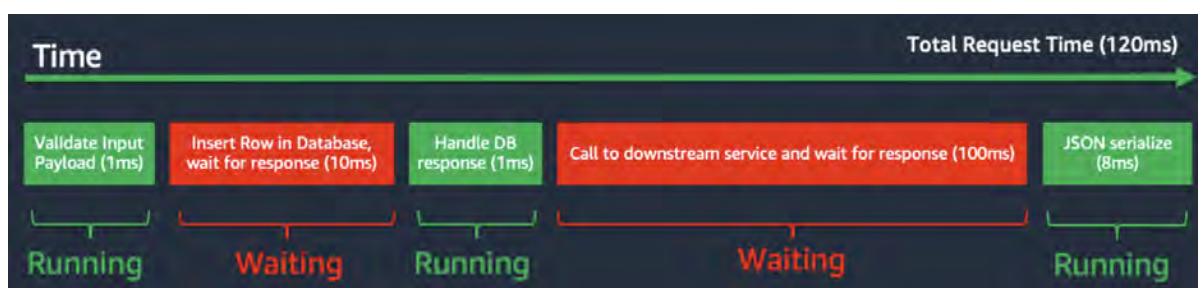 Time
Total Request Time (120ms)
Validate Input
Payload (1ms)
Insert Row in Database,
wait for response (10ms)
Handle DB
response (1ms)
Call to downstream service and wait for response (100ms)
JSON serialize
(8ms)
Running
Waiting
Running
Waiting
Running